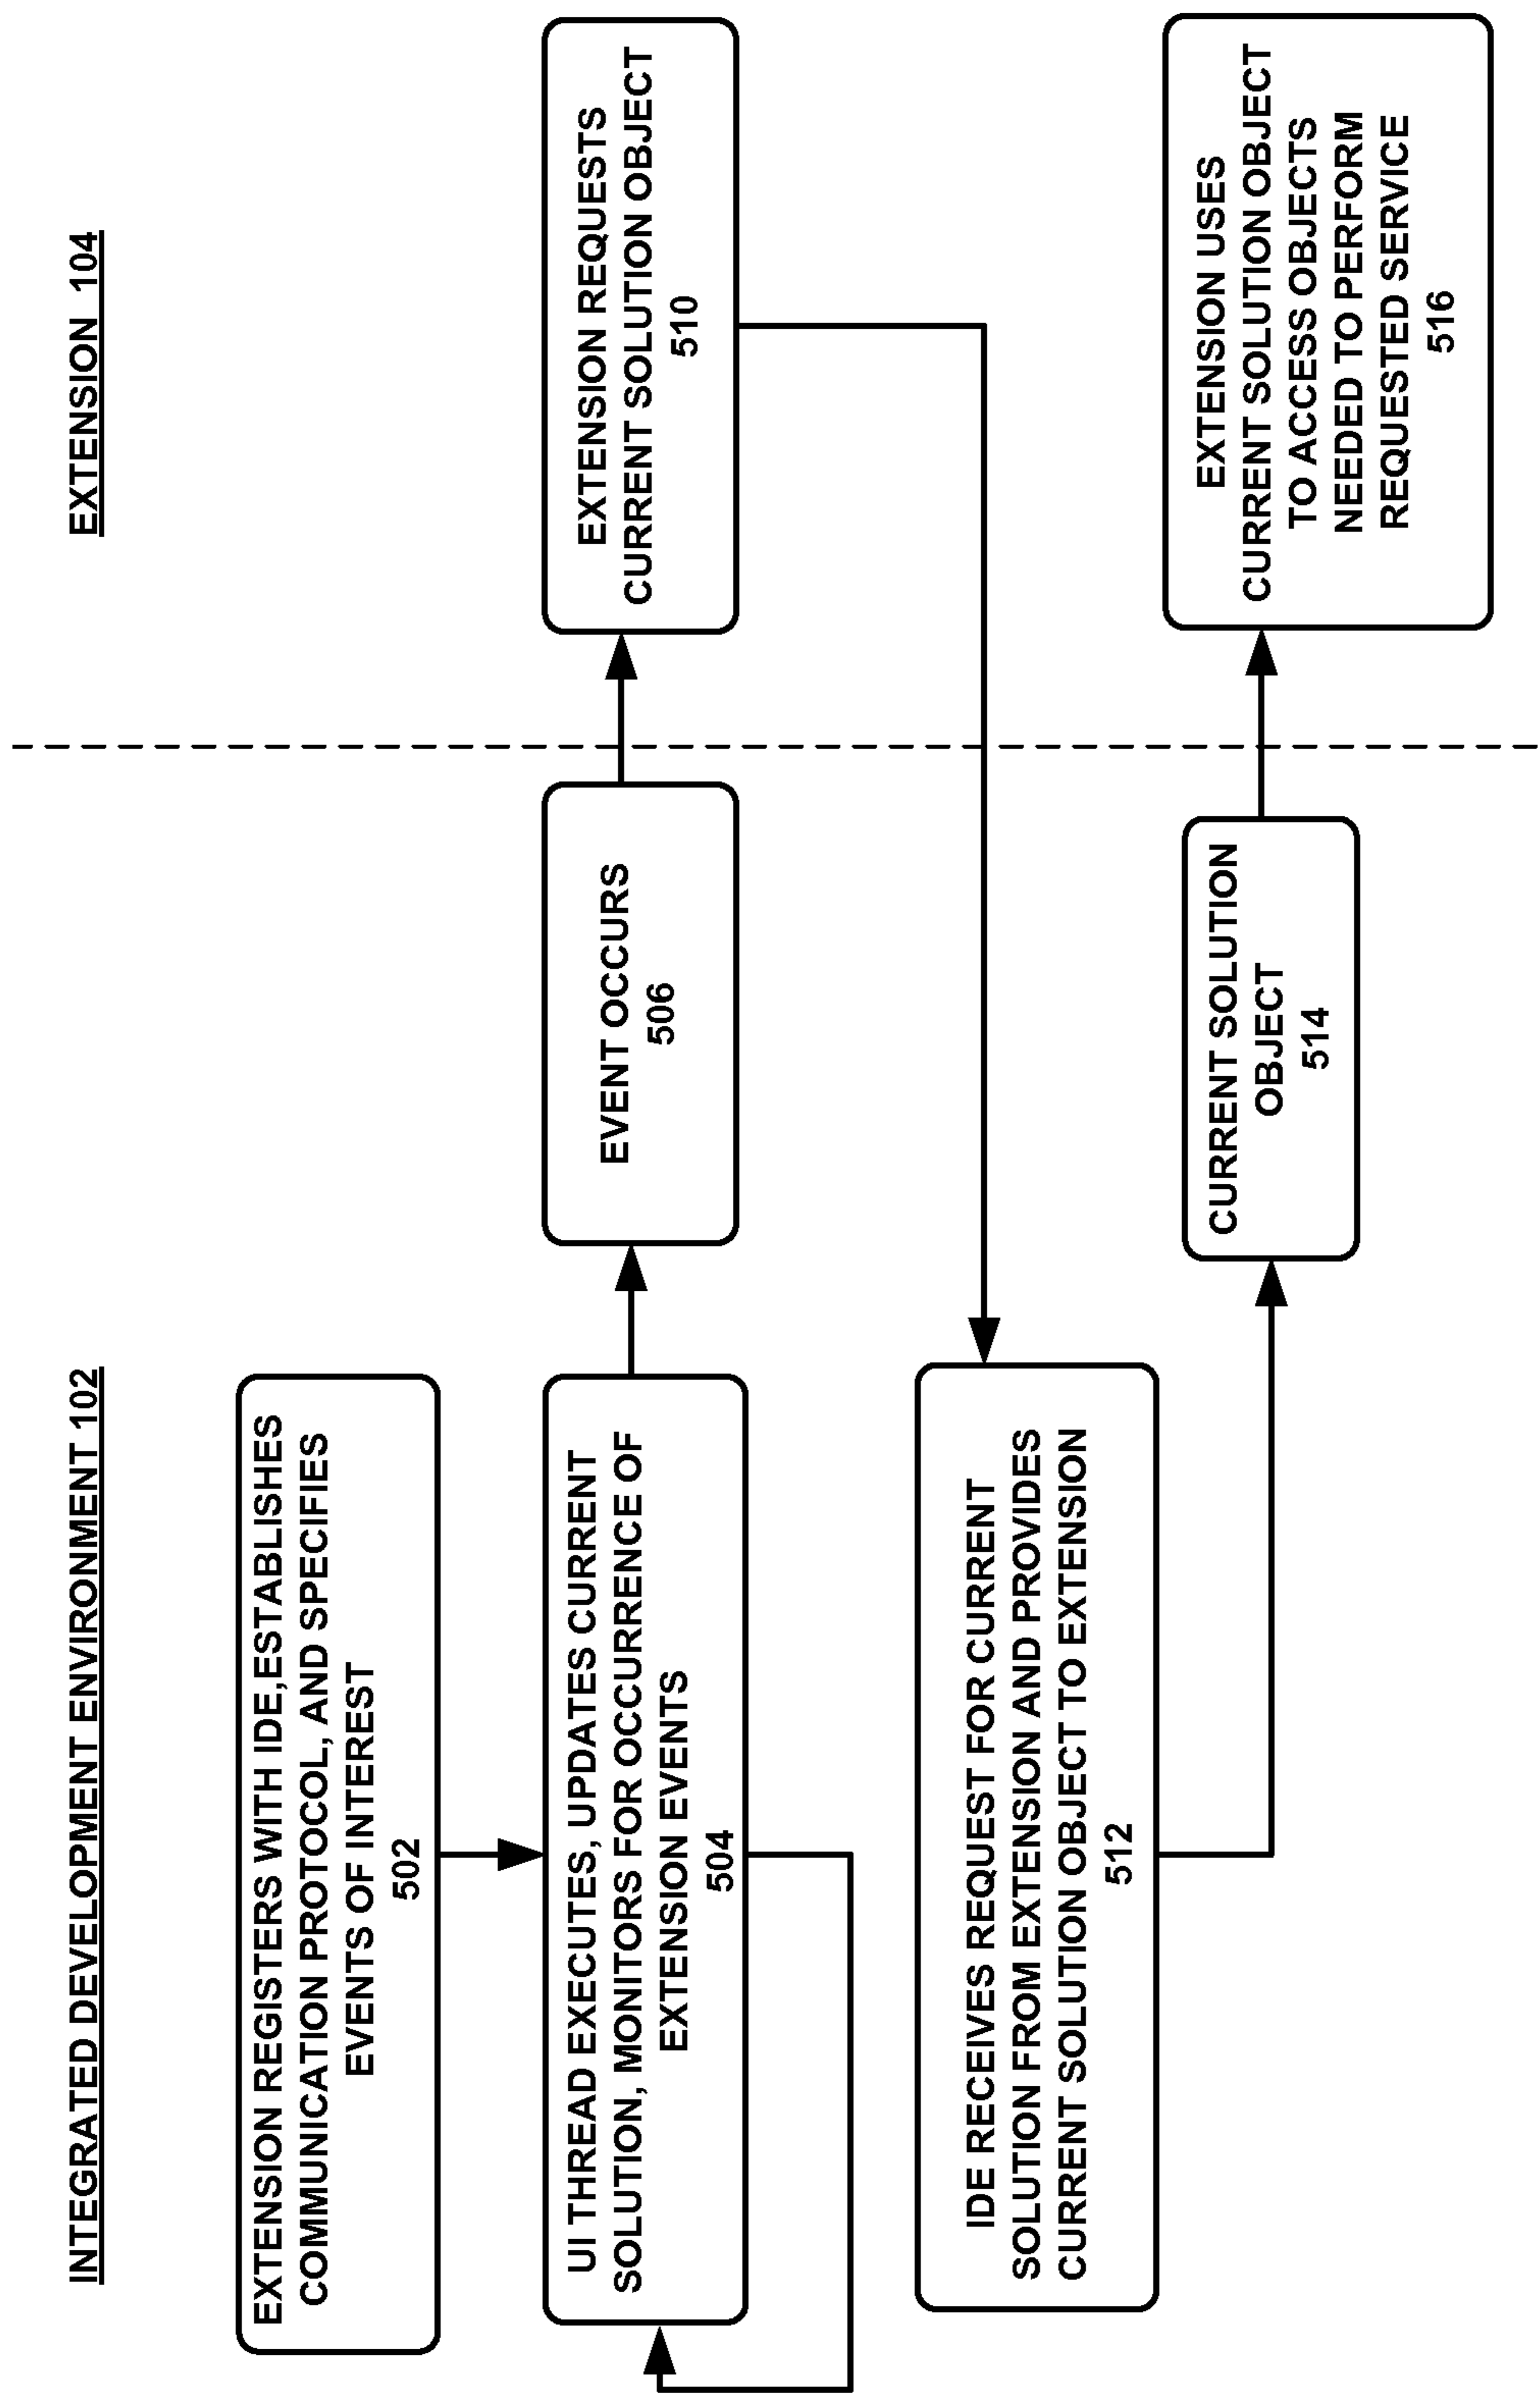 INTEGRATED DEVELOPMENT ENVIRONMENT 102
EXTENSION 104
EXTENSION REGISTERS WITH IDE,ESTABLISHES
COMMUNICATION PROTOCOL, AND SPECIFIES
EVENTS OF INTEREST
502
UI THREAD EXECUTES, UPDATES CURRENT
SOLUTION, MONITORS FOR OCCURRENCE OF
EXTENSION EVENTS
504
EVENT OCCURS
506
EXTENSION REQUESTS
CURRENT SOLUTION OBJECT
510
IDE RECEIVES REQUEST FOR CURRENT
SOLUTION FROM EXTENSION AND PROVIDES
CURRENT SOLUTION OBJECT TO EXTENSION
512
CURRENT SOLUTION
OBJECT
514
EXTENSION USES
CURRENT SOLUTION OBJECT
TO ACCESS OBJECTS
NEEDED TO PERFORM
REQUESTED SERVICE
516